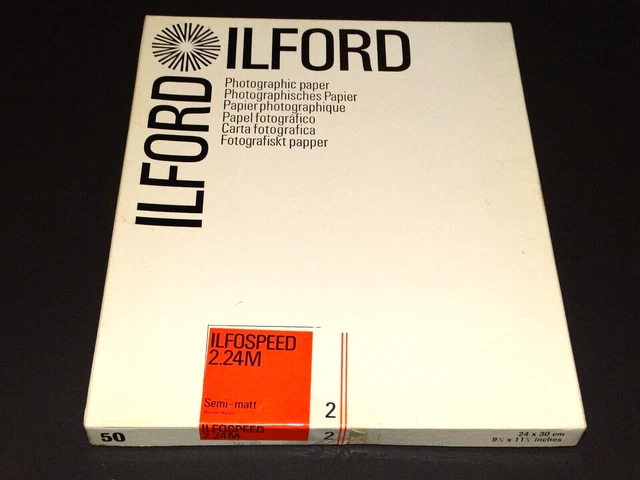 ILFORD
ILFORD
Photographic paper
Photographisches Papier
Papier photographique
Papel fotográfico
Carta fotografica
Fotografiskt papper
ILFOSPEED
2.24M
Semi-matt
2
ILFOSPEED
2.24M
2
50
24 x 30 cm
inches